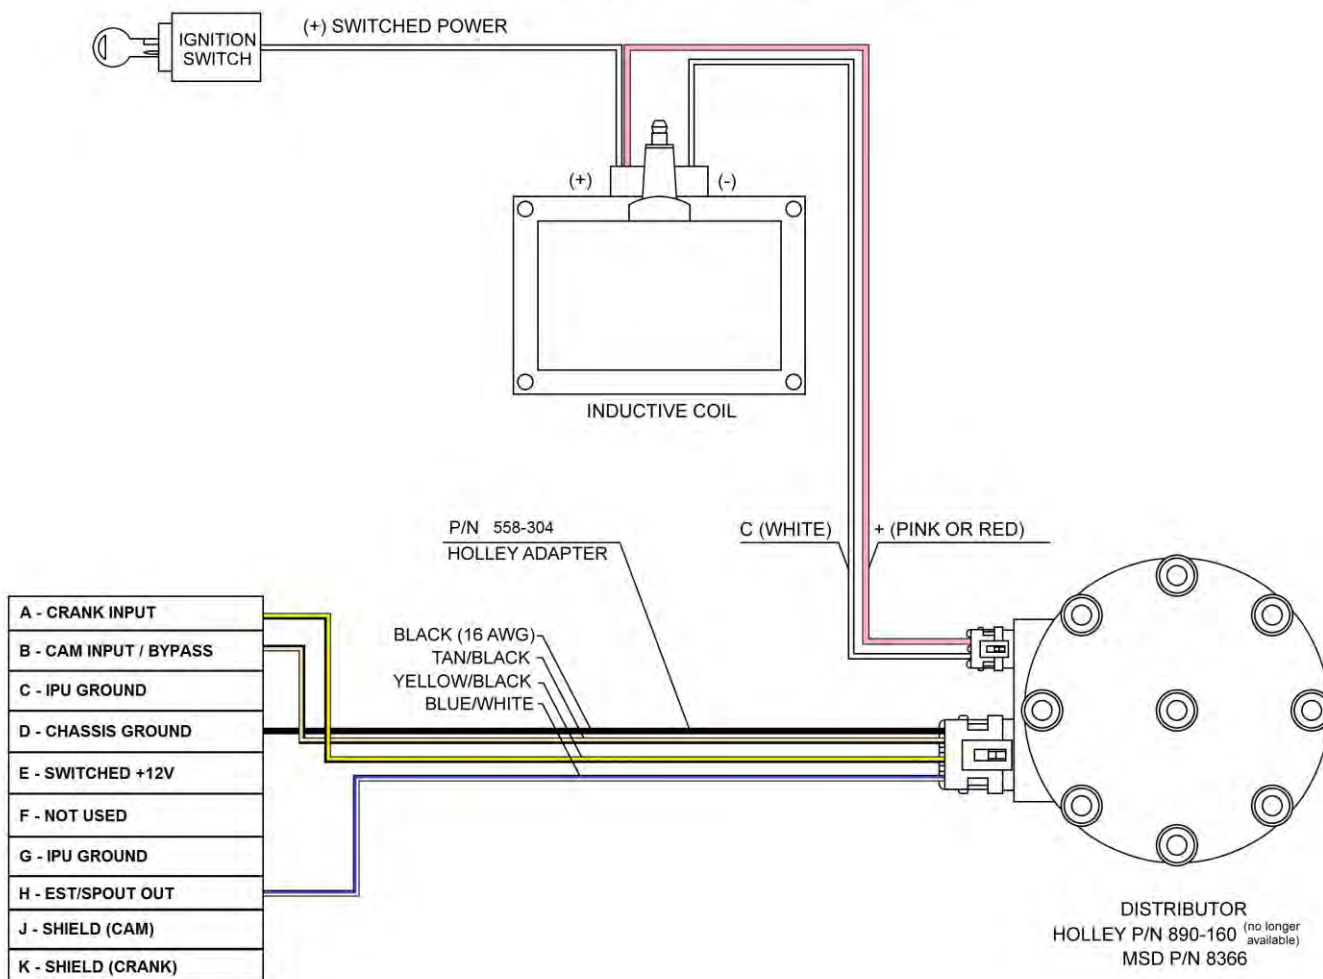 IGNITION
SWITCH
(+) SWITCHED POWER
(+)
(-)
INDUCTIVE COIL
P/N 558-304
HOLLEY ADAPTER
C (WHITE)
+ (PINK OR RED)
A - CRANK INPUT
B - CAM INPUT / BYPASS
C - IPU GROUND
D - CHASSIS GROUND
E - SWITCHED +12V
F - NOT USED
G - IPU GROUND
H - EST/SPOUT OUT
J - SHIELD (CAM)
K - SHIELD (CRANK)
BLACK (16 AWG)
TAN/BLACK
YELLOW/BLACK
BLUE/WHITE
DISTRIBUTOR
HOLLEY P/N 890-160 (no longer
available)
MSD P/N 8366